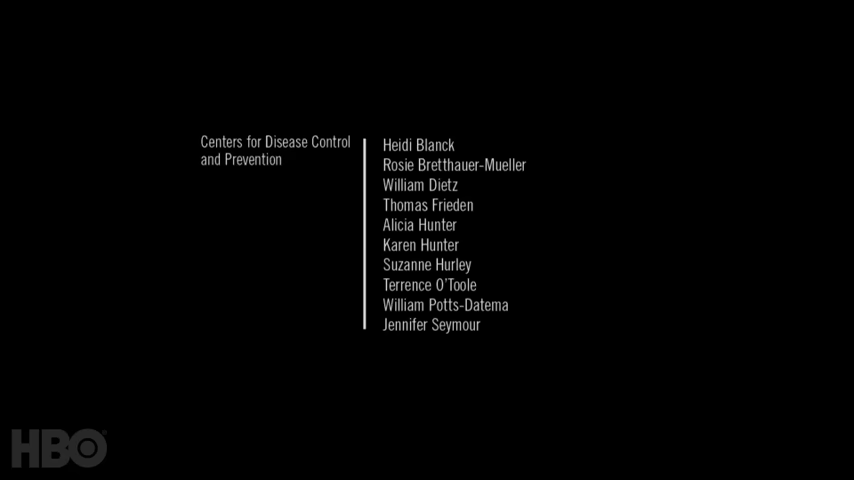 Centers for Disease Control
and Prevention
Heidi Blanck
Rosie Bretthauer-Mueller
William Dietz
Thomas Frieden
Alicia Hunter
Karen Hunter
Suzanne Hurley
Terrence O'Toole
William Potts-Datema
Jennifer Seymour
HBO